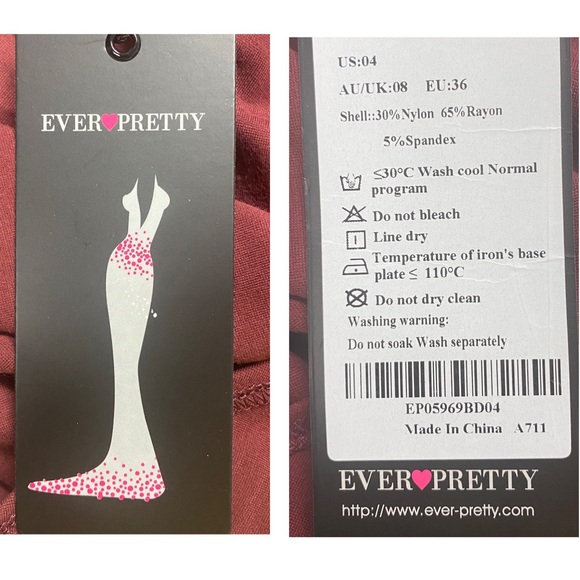 EVER♥PRETTY
US:04
AU/UK:08 EU:36
Shell::30%Nylon 65%Rayon
5%Spandex
≤30°C Wash cool Normal
program
Do not bleach
Line dry
Temperature of iron's base
plate ≤ 110°C
Do not dry clean
Washing warning:
Do not soak Wash separately
EP05969BD04
Made In China A711
EVER♥PRETTY
http://www.ever-pretty.com